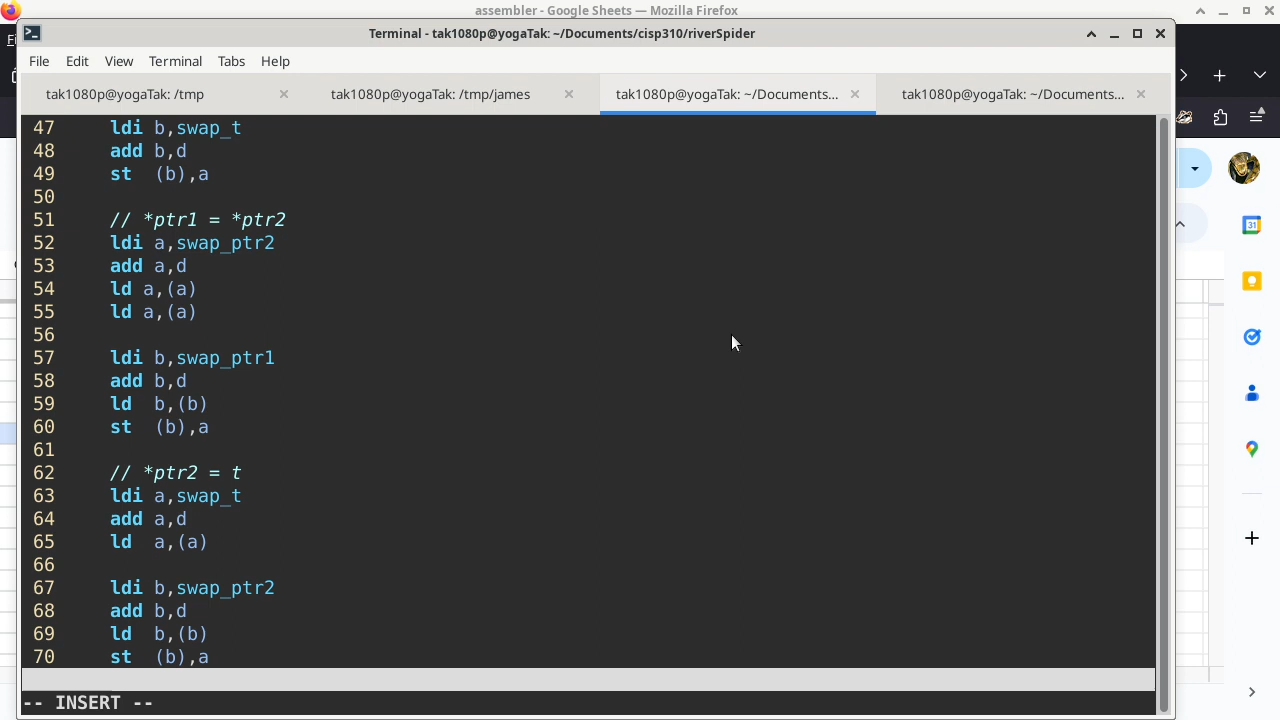 assembler - Google Sheets — Mozilla Firefox
Terminal - tak1080p@yogaTak: ~/Documents/cisp310/riverSpider
File Edit View Terminal Tabs Help
tak1080p@yogaTak: /tmp
tak1080p@yogaTak: /tmp/james
tak1080p@yogaTak: ~/Documents...
tak1080p@yogaTak: ~/Documents...
47 ldi b,swap_t
48 add b,d
49 st (b),a
50
51 // *ptr1 = *ptr2
52 ldi a,swap_ptr2
53 add a,d
54 ld a,(a)
55 ld a,(a)
56
57 ldi b,swap_ptr1
58 add b,d
59 ld b,(b)
60 st (b),a
61
62 // *ptr2 = t
63 ldi a,swap_t
64 add a,d
65 ld a,(a)
66
67 ldi b,swap_ptr2
68 add b,d
69 ld b,(b)
70 st (b),a
-- INSERT --
31